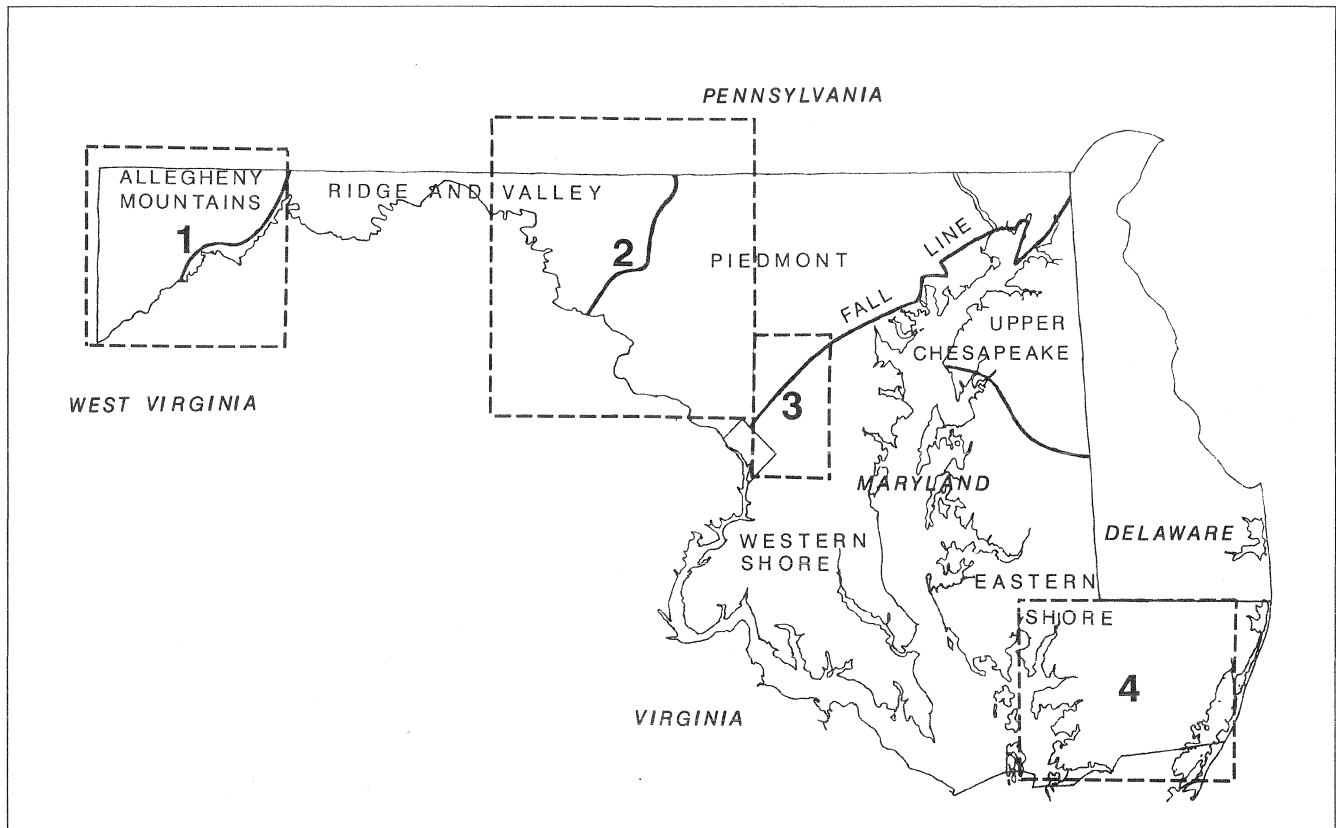 PENNSYLVANIA
ALLEGHENY
MOUNTAINS
1
RIDGE AND VALLEY
2
PIEDMONT
FALL LINE
UPPER
CHESAPEAKE
3
WEST VIRGINIA
MARYLAND
DELAWARE
WESTERN
SHORE
EASTERN
SHORE
4
VIRGINIA